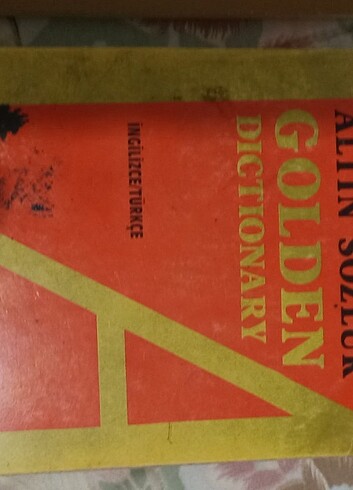 ALTIN SÖZLÜK
GOLDEN
DICTIONARY
İNGİLİZCE/TÜRKÇE